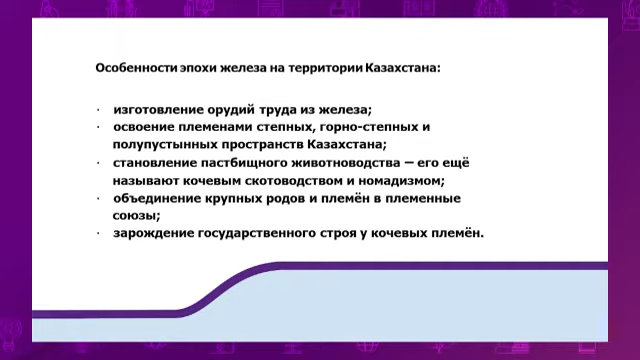 Особенности эпохи железа на территории Казахстана:
· изготовление орудий труда из железа;
· освоение племенами степных, горно-степных и
полупустынных пространств Казахстана;
· становление пастбищного животноводства – его ещё
называют кочевым скотоводством и номадизмом;
· объединение крупных родов и племён в племенные
союзы;
· зарождение государственного строя у кочевых племён.